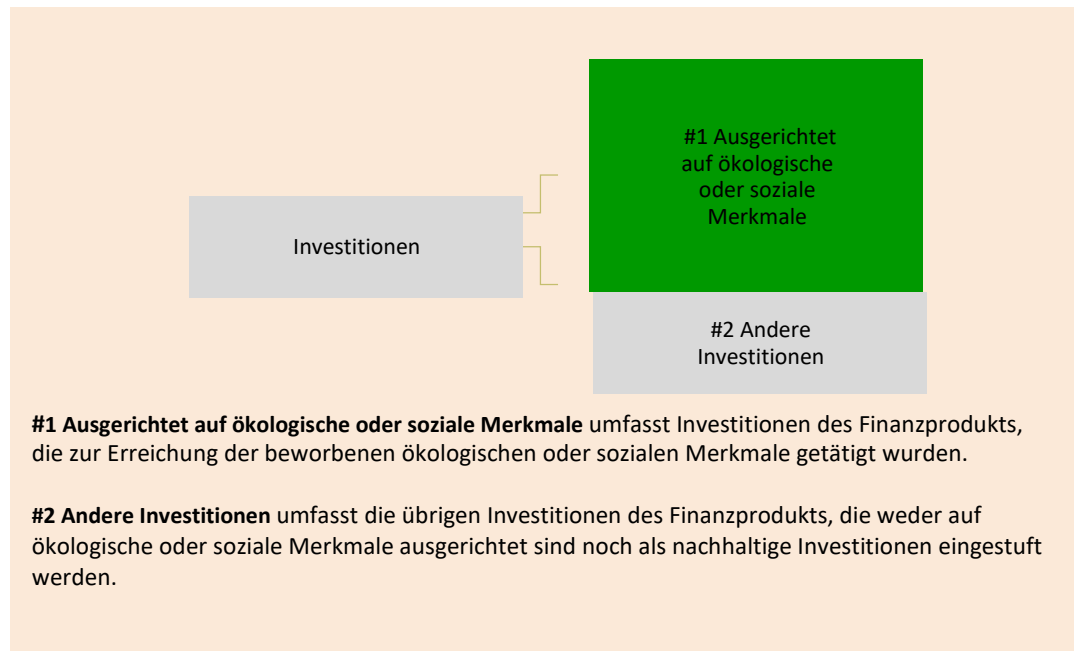 #1 Ausgerichtet
auf ökologische
oder soziale
Merkmale
Investitionen
#2 Andere
Investitionen
#1 Ausgerichtet auf ökologische oder soziale Merkmale umfasst Investitionen des Finanzprodukts,
die zur Erreichung der beworbenen ökologischen oder sozialen Merkmale getätigt wurden.
#2 Andere Investitionen umfasst die übrigen Investitionen des Finanzprodukts, die weder auf
ökologische oder soziale Merkmale ausgerichtet sind noch als nachhaltige Investitionen eingestuft
werden.